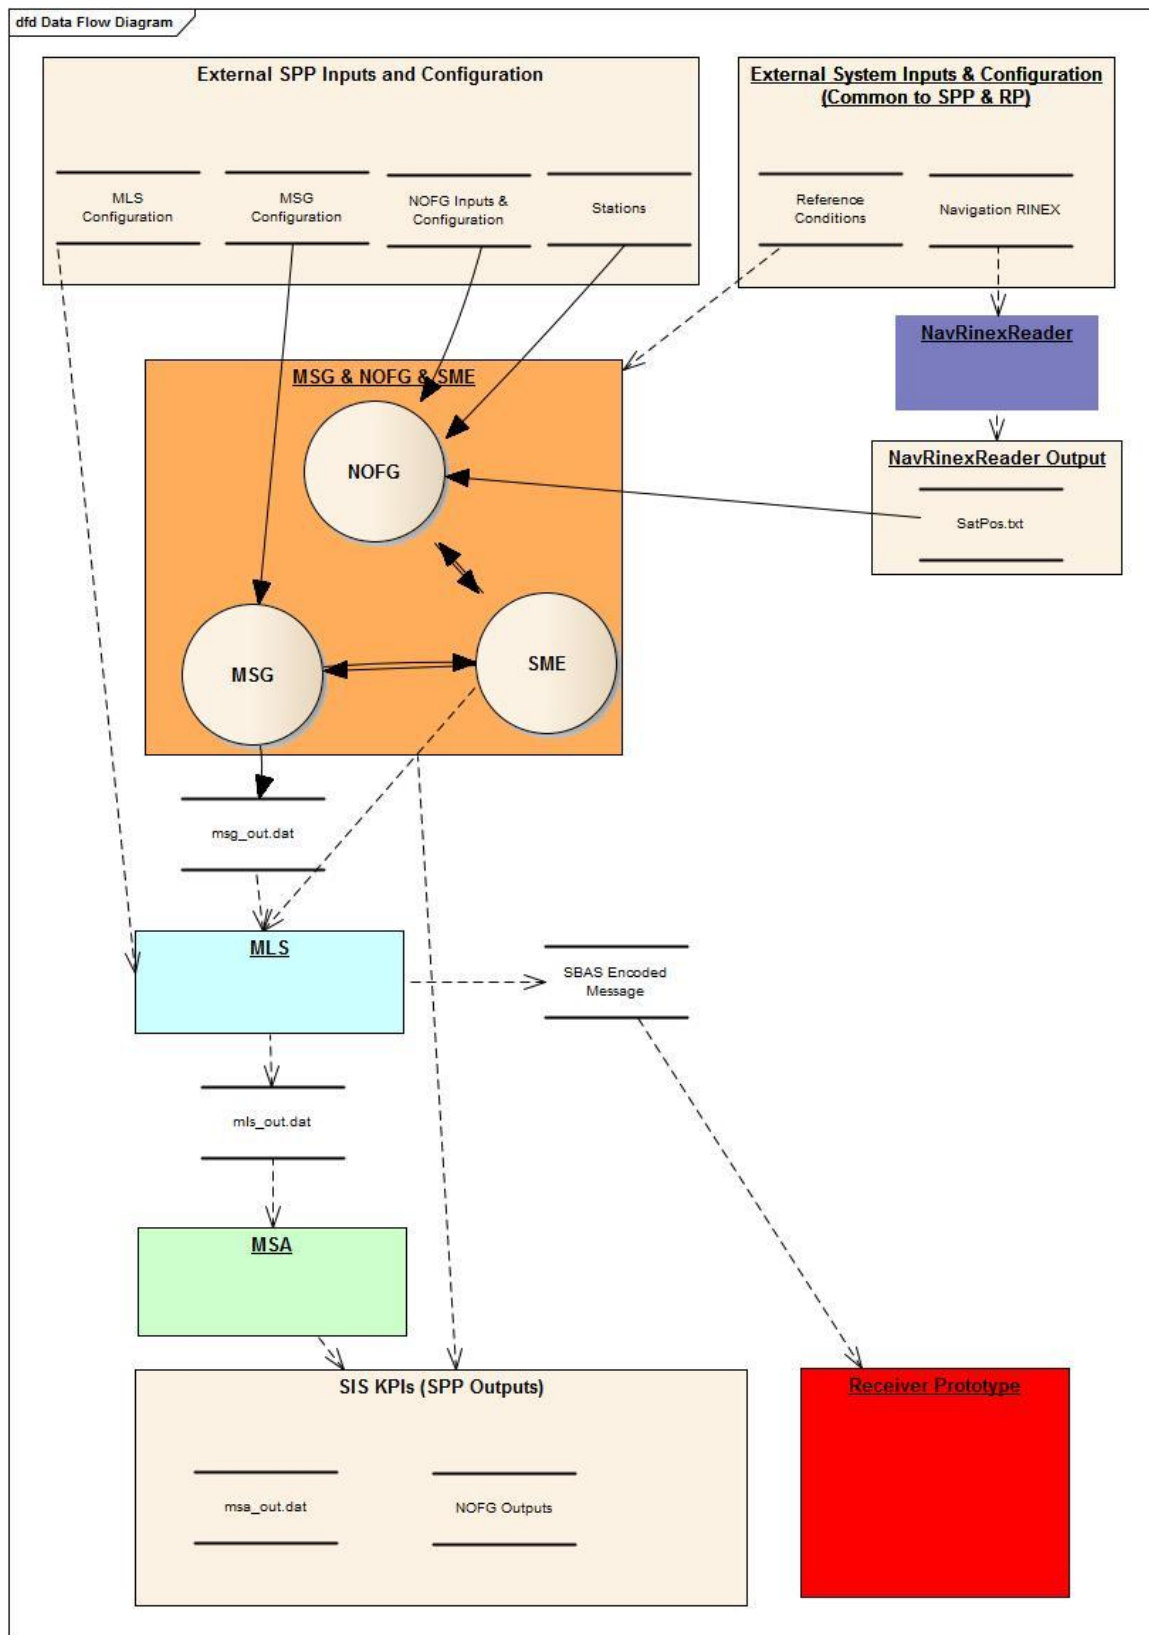 dfd Data Flow Diagram
External SPP Inputs and Configuration
External System Inputs & Configuration
(Common to SPP & RP)
MLS
Configuration
MSG
Configuration
NOFG Inputs &
Configuration
Stations
Reference
Conditions
Navigation RINEX
NavRinexReader
MSG & NOFG & SME
NOFG
NavRinexReader Output
SatPos.txt
MSG
SME
msg_out.dat
MLS
SBAS Encoded
Message
mls_out.dat
MSA
SIS KPIs (SPP Outputs)
Receiver Prototype
msa_out.dat
NOFG Outputs